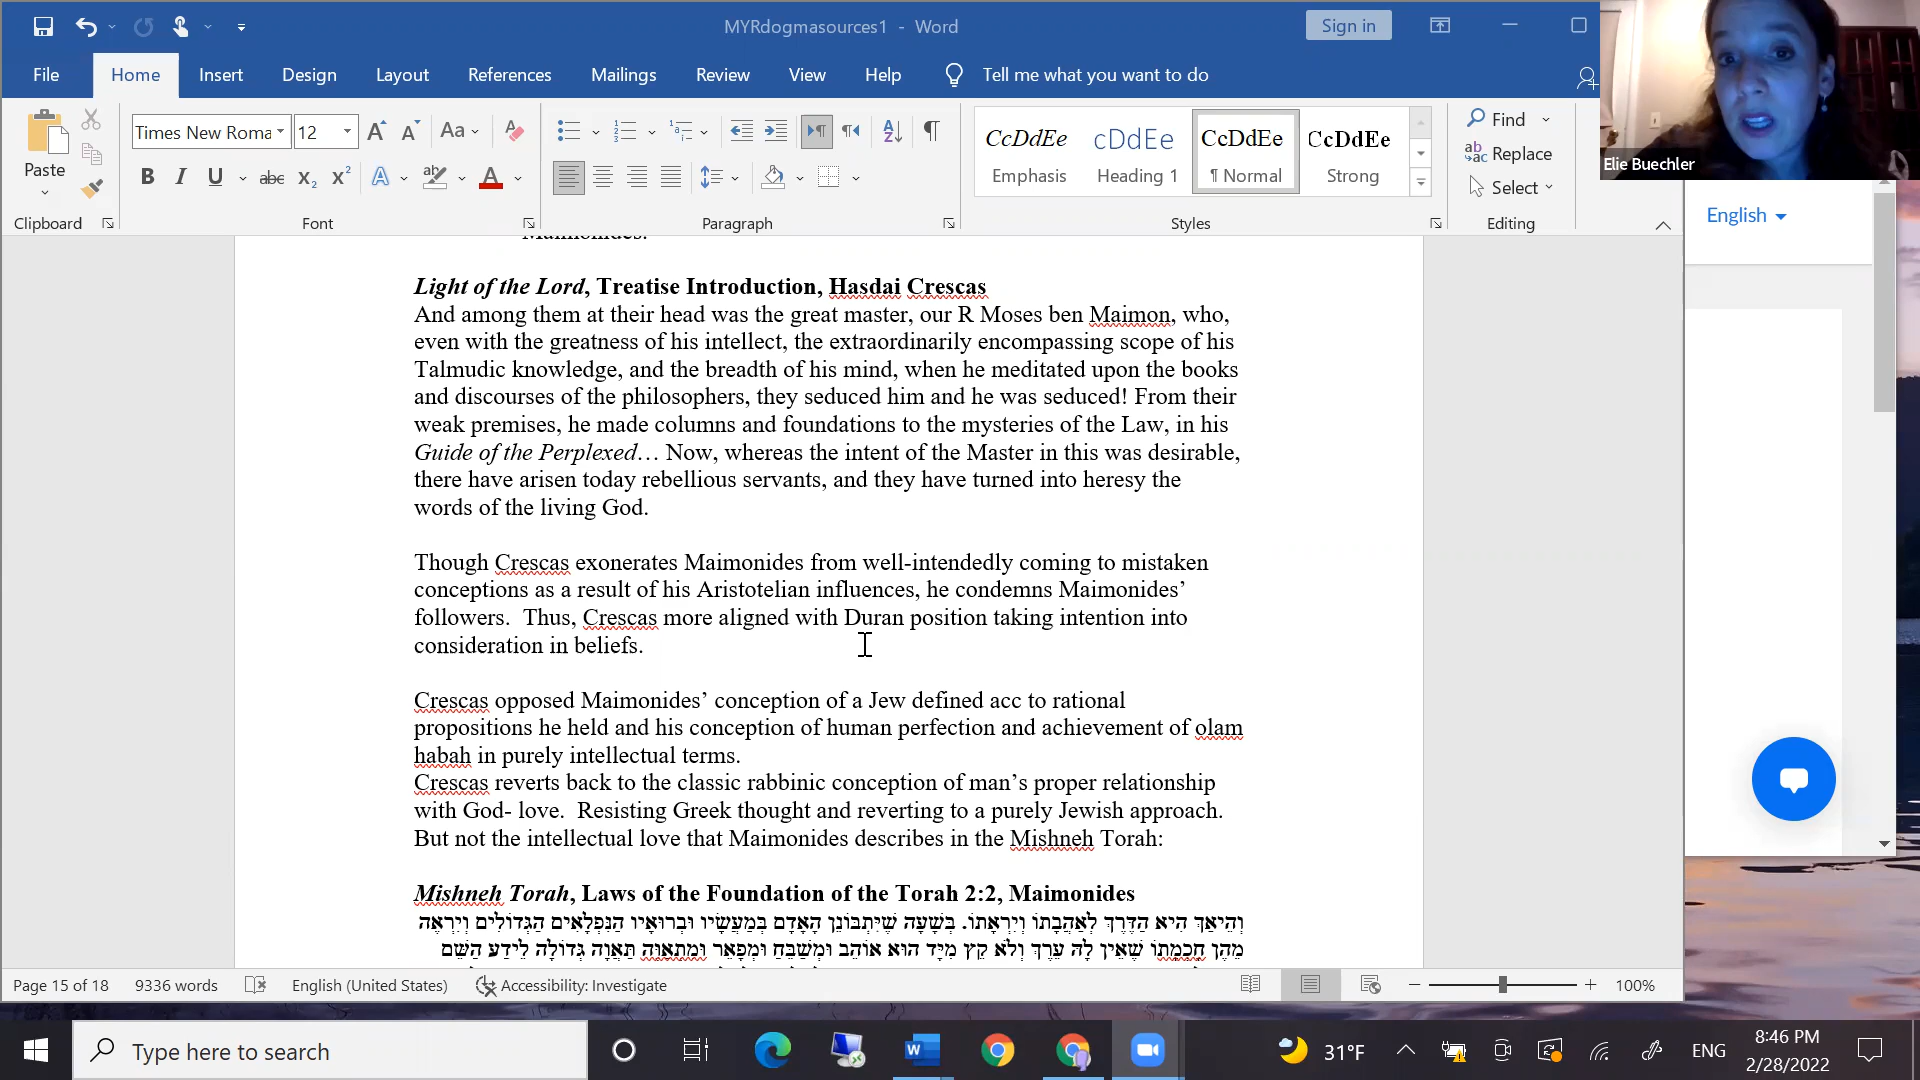 MYRdogmasources1 - Word
Sign in
File Home Insert Design Layout References Mailings Review View Help Tell me what you want to do
Paste
Times New Roma 12
Aa
B I U abc x₂ x² A ab A
CcDdEe cDdEe CcDdEe CcDdEe
Emphasis Heading 1 ¶ Normal Strong
Find
Replace
Select
Clipboard Font Paragraph Styles Editing
Elie Buechler
English
Maimonides.
Light of the Lord, Treatise Introduction, Hasdai Crescas
And among them at their head was the great master, our R Moses ben Maimon, who,
even with the greatness of his intellect, the extraordinarily encompassing scope of his
Talmudic knowledge, and the breadth of his mind, when he meditated upon the books
and discourses of the philosophers, they seduced him and he was seduced! From their
weak premises, he made columns and foundations to the mysteries of the Law, in his
Guide of the Perplexed… Now, whereas the intent of the Master in this was desirable,
there have arisen today rebellious servants, and they have turned into heresy the
words of the living God.
Though Crescas exonerates Maimonides from well-intendedly coming to mistaken
conceptions as a result of his Aristotelian influences, he condemns Maimonides’
followers. Thus, Crescas more aligned with Duran position taking intention into
consideration in beliefs.
Crescas opposed Maimonides’ conception of a Jew defined acc to rational
propositions he held and his conception of human perfection and achievement of olam
habah in purely intellectual terms.
Crescas reverts back to the classic rabbinic conception of man’s proper relationship
with God- love. Resisting Greek thought and reverting to a purely Jewish approach.
But not the intellectual love that Maimonides describes in the Mishneh Torah:
Mishneh Torah, Laws of the Foundation of the Torah 2:2, Maimonides
וְהֵיאַךְ הִיא הַדֶּרֶךְ לְאַהֲבָתוֹ וְיִרְאָתוֹ. בְּשָׁעָה שֶׁיִּתְבּוֹנֵן הָאָדָם בְּמַעֲשָׂיו וּבְרוּאָיו הַנִּפְלָאִים הַגְּדוֹלִים וְיִרְאֶה
מֵהֶן חָכְמָתוֹ שֶׁאֵין לָהּ עֵרֶךְ וְלֹא קֵץ מִיָּד הוּא אוֹהֵב וּמְשַׁבֵּחַ וּמְפָאֵר וּמִתְאַוֶּה תַּאֲוָה גְּדוֹלָה לֵידַע הַשֵּׁם
Page 15 of 18 9336 words English (United States) Accessibility: Investigate 100%
Type here to search
31°F ENG 8:46 PM
2/28/2022